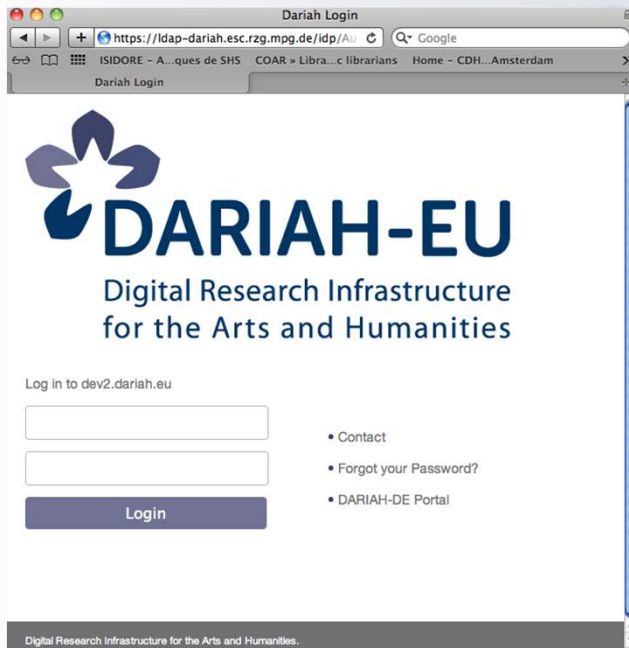 Dariah Login
https://ldap-dariah.esc.rzg.mpg.de/idp/Au
Google
ISIDORE – A...ques de SHS COAR » Libra...c librarians Home – CDH...Amsterdam
Dariah Login
DARIAH-EU
Digital Research Infrastructure
for the Arts and Humanities
Log in to dev2.dariah.eu
• Contact
• Forgot your Password?
• DARIAH-DE Portal
Login
Digital Research Infrastructure for the Arts and Humanities.